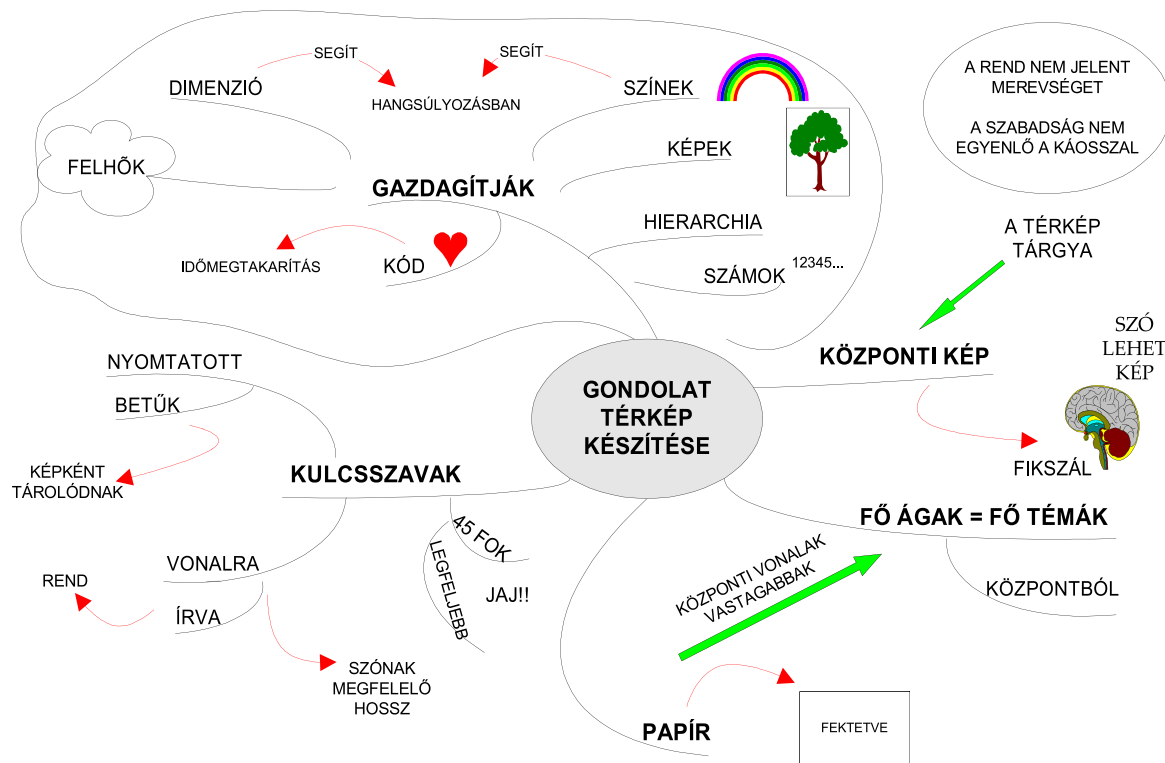 SEGÍT
SEGÍT
DIMENZIÓ
HANGSÚLYOZÁSBAN
SZÍNEK
A REND NEM JELENT
MEREVSÉGET
A SZABADSÁG NEM
EGYENLŐ A KÁOSSZAL
FELHÕK
KÉPEK
GAZDAGÍTJÁK
HIERARCHIA
IDŐMEGTAKARÍTÁS
KÓD
SZÁMOK
12345...
A TÉRKÉP
TÁRGYA
NYOMTATOTT
BETŰK
KÖZPONTI KÉP
SZÓ
LEHET
KÉP
GONDOLAT
TÉRKÉP
KÉSZÍTÉSE
KÉPKÉNT
TÁROLÓDNAK
KULCSSZAVAK
FIKSZÁL
FŐ ÁGAK = FŐ TÉMÁK
45 FOK
LEGFELJEBB
JAJ!!
VONALRA
ÍRVA
REND
SZÓNAK
MEGFELELŐ
HOSSZ
KÖZPONTI VONALAK
VASTAGABBAK
KÖZPONTBÓL
PAPÍR
FEKTETVE